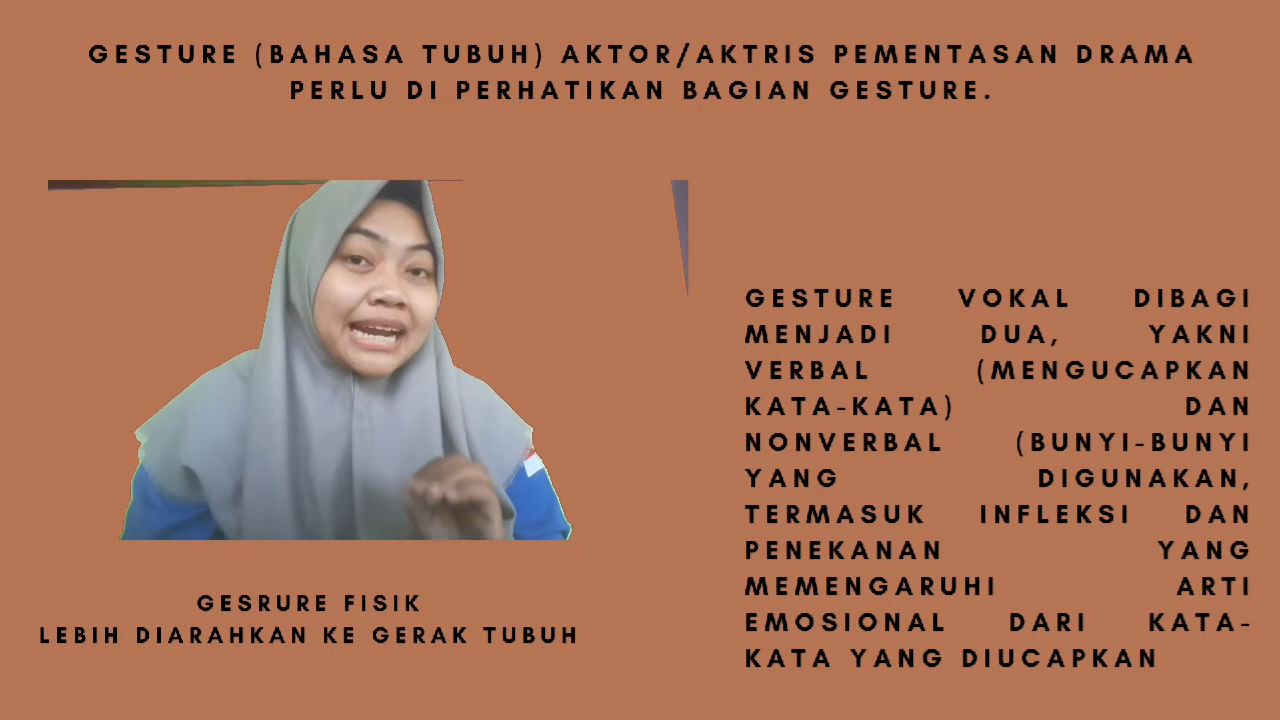 GESTURE (BAHASA TUBUH) AKTOR/AKTRIS PEMENTASAN DRAMA
PERLU DI PERHATIKAN BAGIAN GESTURE.
GESRURE FISIK
LEBIH DIARAHKAN KE GERAK TUBUH
GESTURE VOKAL DIBAGI
MENJADI DUA, YAKNI
VERBAL (MENGUCAPKAN
KATA-KATA) DAN
NONVERBAL (BUNYI-BUNYI
YANG DIGUNAKAN,
TERMASUK INFLEKSI DAN
PENEKANAN YANG
MEMENGARUHI ARTI
EMOSIONAL DARI KATA-
KATA YANG DIUCAPKAN